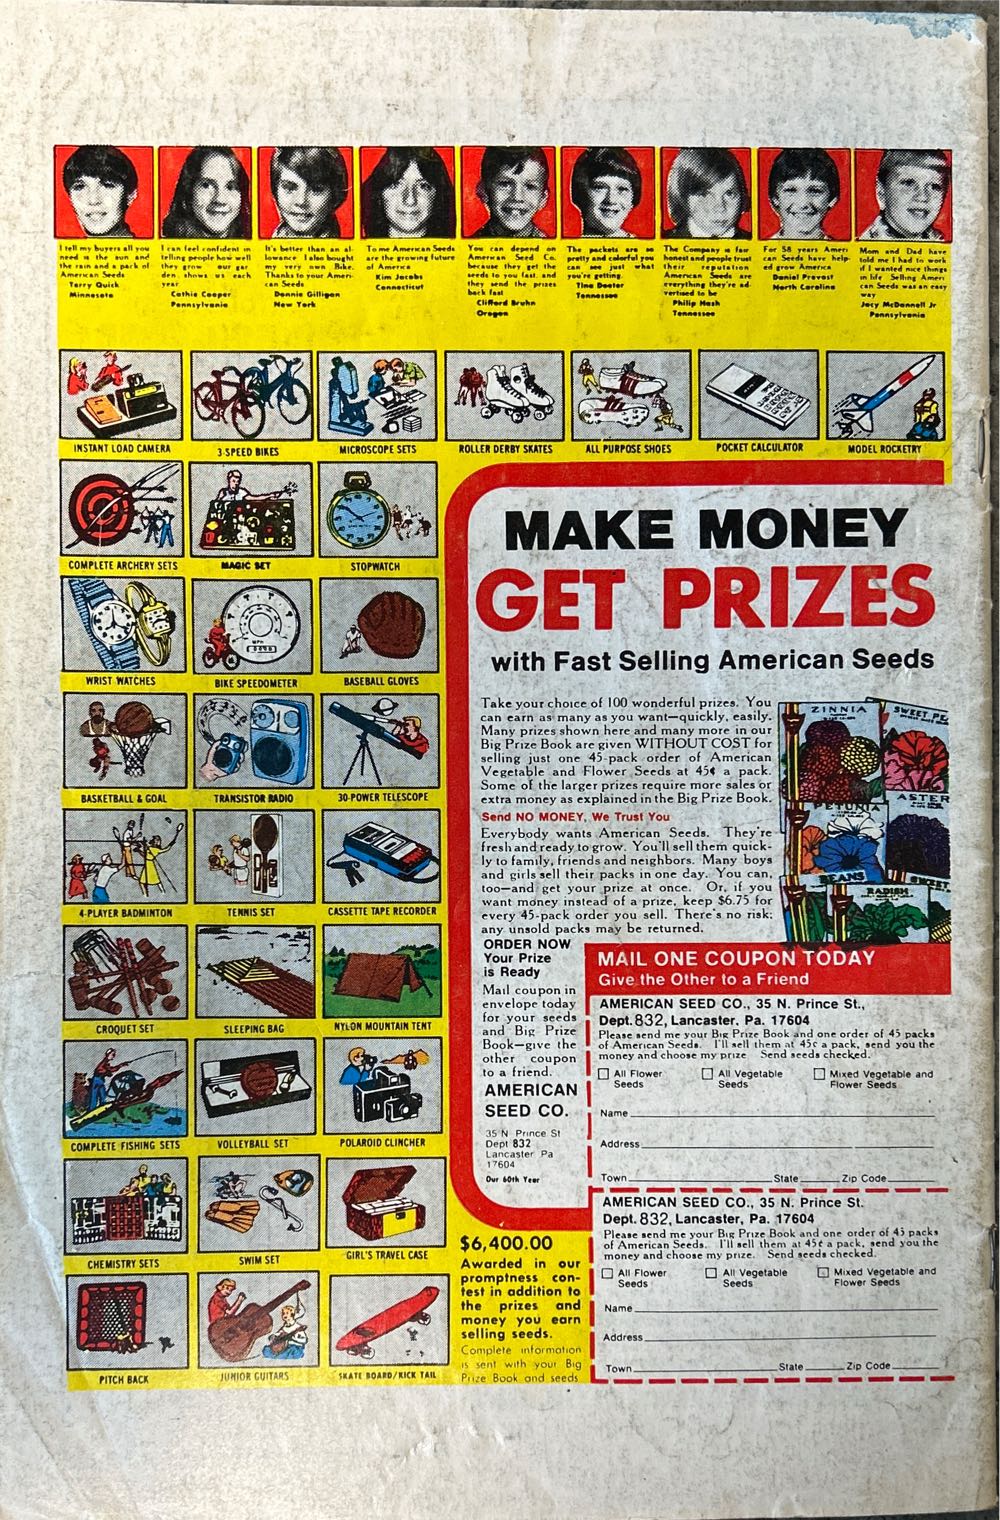 I tell my buyers all you
need is the sun and
the rain and a pack of
American Seeds
Terry Quick
Minnesota
I can feel confident in
telling people how well
they grow our gar
den shows us each
year
Cathie Cooper
Pennsylvania
It's better than an al-
lowance I also bought
my very own Bike.
Thanks to your Ameri-
can Seeds
Donnie Gilligan
New York
To me American Seeds
are the growing future
of America
Kim Jacobs
Connecticut
You can depend on
American Seed Co.
because they get the
seeds to you fast, and
they send the prizes
back fast
Clifford Bruhn
Oregon
The packets are so
pretty and colorful you
can see just what
you're getting.
Tina Doctor
Tennessee
The Company is fair
honest and people trust
their reputation
American Seeds are
everything they're ad-
vertised to be
Philip Hash
Tennessee
For 58 years Ameri
can Seeds have help-
ed grow America
Daniel Provost
North Carolina
Mom and Dad have
told me I had to work
if I wanted nice things
in life Selling Ameri
can Seeds was an easy
way
Jacy McDannell Jr
Pennsylvania
INSTANT LOAD CAMERA
3 SPEED BIKES
MICROSCOPE SETS
ROLLER DERBY SKATES
ALL PURPOSE SHOES
POCKET CALCULATOR
MODEL ROCKETRY
COMPLETE ARCHERY SETS
MAGIC SET
STOPWATCH
WRIST WATCHES
MPH
BIKE SPEEDOMETER
BASEBALL GLOVES
BASKETBALL & GOAL
TRANSISTOR RADIO
30-POWER TELESCOPE
4-PLAYER BADMINTON
TENNIS SET
CASSETTE TAPE RECORDER
CROQUET SET
SLEEPING BAG
NYLON MOUNTAIN TENT
COMPLETE FISHING SETS
VOLLEYBALL SET
POLAROID CLINCHER
CHEMISTRY SETS
SWIM SET
GIRL'S TRAVEL CASE
PITCH BACK
JUNIOR GUITARS
SKATE BOARD/KICK TAIL
MAKE MONEY
GET PRIZES
with Fast Selling American Seeds
Take your choice of 100 wonderful prizes. You
can earn as many as you want—quickly, easily.
Many prizes shown here and many more in our
Big Prize Book are given WITHOUT COST for
selling just one 45-pack order of American
Vegetable and Flower Seeds at 45¢ a pack.
Some of the larger prizes require more sales or
extra money as explained in the Big Prize Book.
Send NO MONEY, We Trust You
Everybody wants American Seeds. They're
fresh and ready to grow. You'll sell them quick-
ly to family, friends and neighbors. Many boys
and girls sell their packs in one day. You can,
too—and get your prize at once. Or, if you
want money instead of a prize, keep $6.75 for
every 45-pack order you sell. There's no risk;
any unsold packs may be returned.
ZINNIA
SWEET PE
ASTER
PETUNIA
BEANS
RADISH
SWEET
ORDER NOW
Your Prize
is Ready
Mail coupon in
envelope today
for your seeds
and Big Prize
Book—give the
other coupon
to a friend.
AMERICAN
SEED CO.
35 N Prince St
Dept 832
Lancaster Pa
17604
Our 60th Year
$6,400.00
Awarded in our
promptness con-
test in addition to
the prizes and
money you earn
selling seeds.
Complete information
is sent with your Big
Prize Book and seeds
MAIL ONE COUPON TODAY
Give the Other to a Friend
AMERICAN SEED CO., 35 N. Prince St.,
Dept. 832, Lancaster, Pa. 17604
Please send me your Big Prize Book and one order of 45 packs
of American Seeds. I'll sell them at 45¢ a pack, send you the
money and choose my prize Send seeds checked.
All Flower Seeds
All Vegetable Seeds
Mixed Vegetable and Flower Seeds
Name
Address
Town State Zip Code
AMERICAN SEED CO., 35 N. Prince St.
Dept. 832, Lancaster, Pa. 17604
Please send me your Big Prize Book and one order of 45 packs
of American Seeds. I'll sell them at 45¢ a pack, send you the
money and choose my prize. Send seeds checked.
All Flower Seeds
All Vegetable Seeds
Mixed Vegetable and Flower Seeds
Name
Address
Town State Zip Code